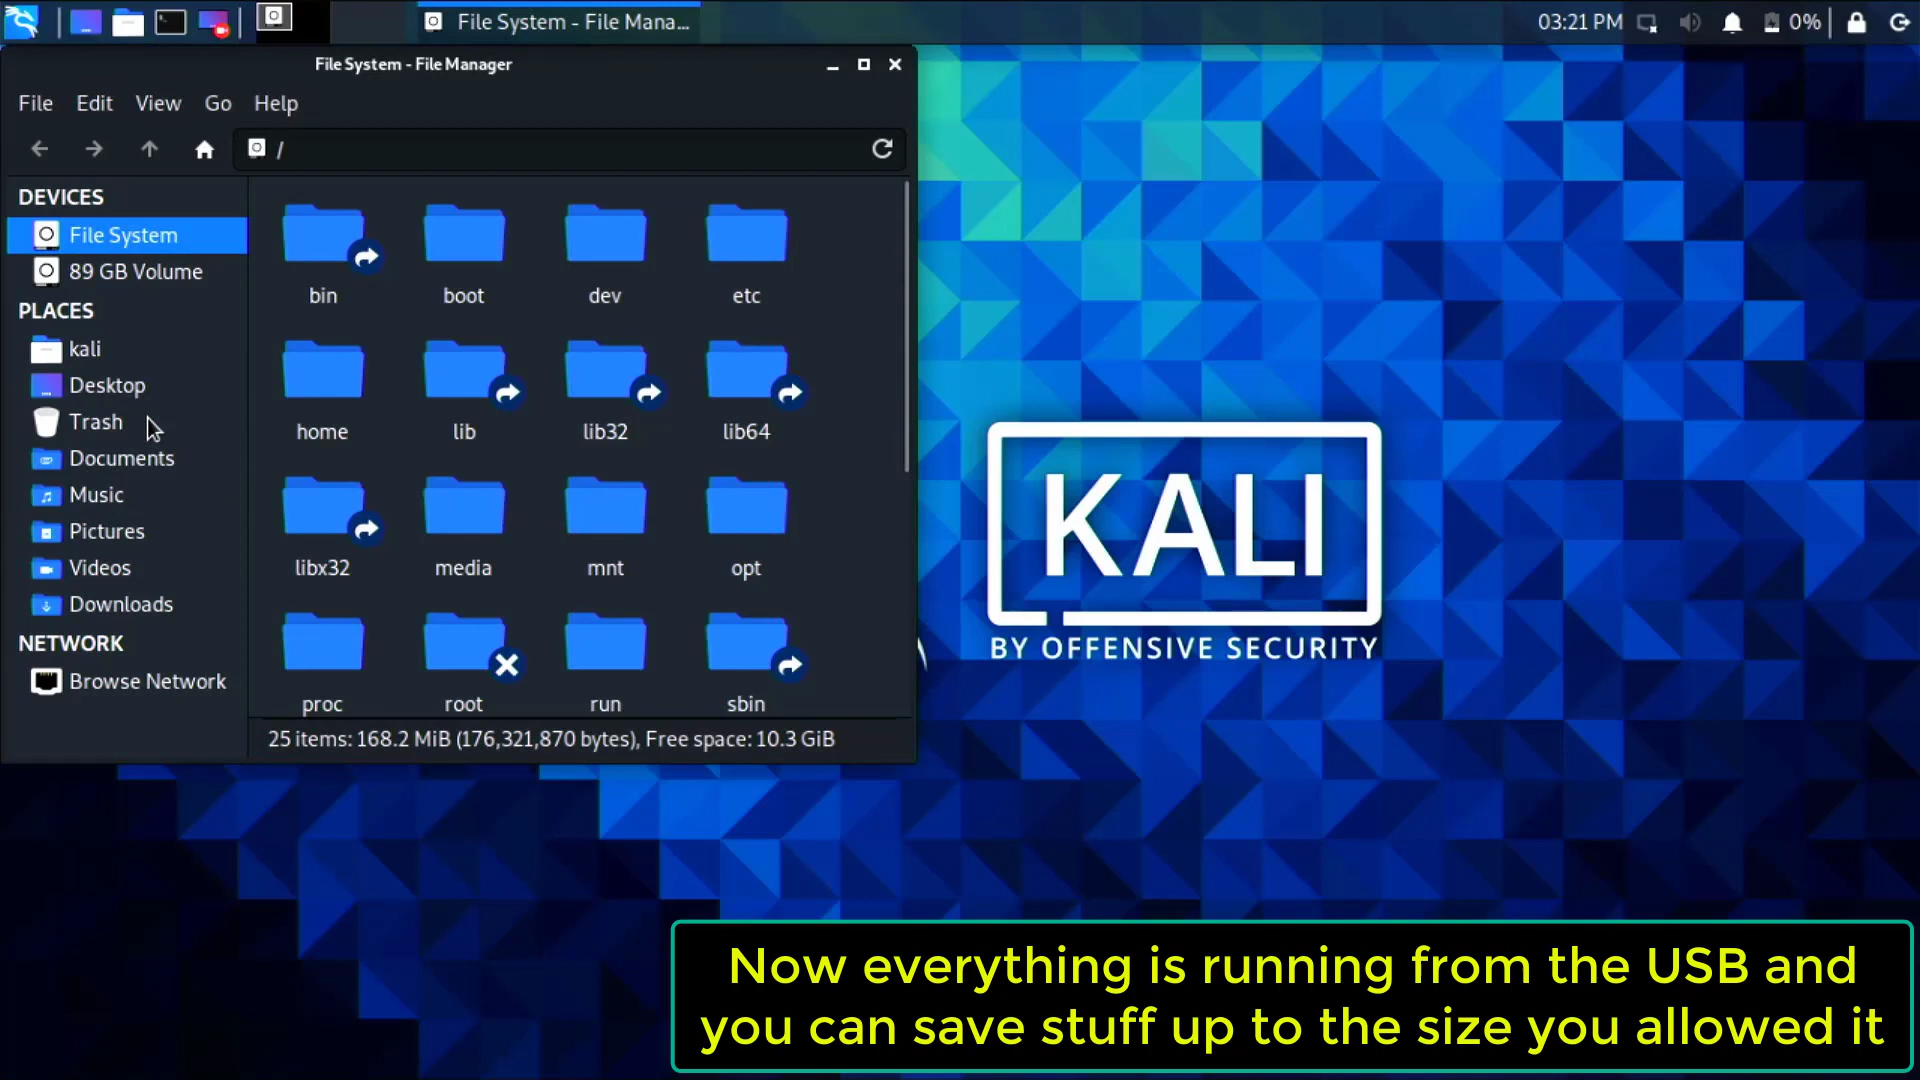 File System - File Mana...
03:21 PM
0%
File System - File Manager
File Edit View Go Help
/
DEVICES
File System
89 GB Volume
PLACES
kali
Desktop
Trash
Documents
Music
Pictures
Videos
Downloads
NETWORK
Browse Network
bin boot dev etc
home lib lib32 lib64
libx32 media mnt opt
proc root run sbin
25 items: 168.2 MiB (176,321,870 bytes), Free space: 10.3 GiB
KALI
BY OFFENSIVE SECURITY
Now everything is running from the USB and
you can save stuff up to the size you allowed it